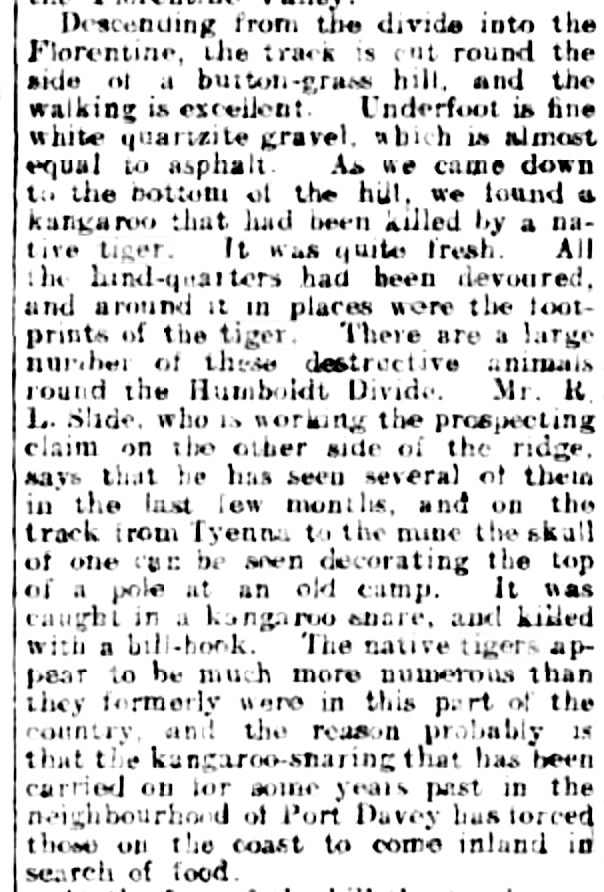 Descending from the divide into the
Florentine, the track is cut round the
side of a button-grass hill, and the
walking is excellent. Underfoot is fine
white quartzite gravel, which is almost
equal to asphalt. As we came down
to the bottom of the hill, we found a
kangaroo that had been killed by a na-
tive tiger. It was quite fresh. All
the hind-quarters had been devoured,
and around it in places were the foot-
prints of the tiger. There are a large
number of these destructive animals
round the Humboldt Divide. Mr. R.
L. Slide, who is working the prospecting
claim on the other side of the ridge,
says that he has seen several of them
in the last few months, and on the
track from Tyenna to the mine the skull
of one can be seen decorating the top
of a pole at an old camp. It was
caught in a kangaroo snare, and killed
with a bill-hook. The native tigers ap-
pear to be much more numerous than
they formerly were in this part of the
country, and the reason probably is
that the kangaroo-snaring that has been
carried on for some years past in the
neighbourhood of Port Davey has forced
those on the coast to come inland in
search of food.